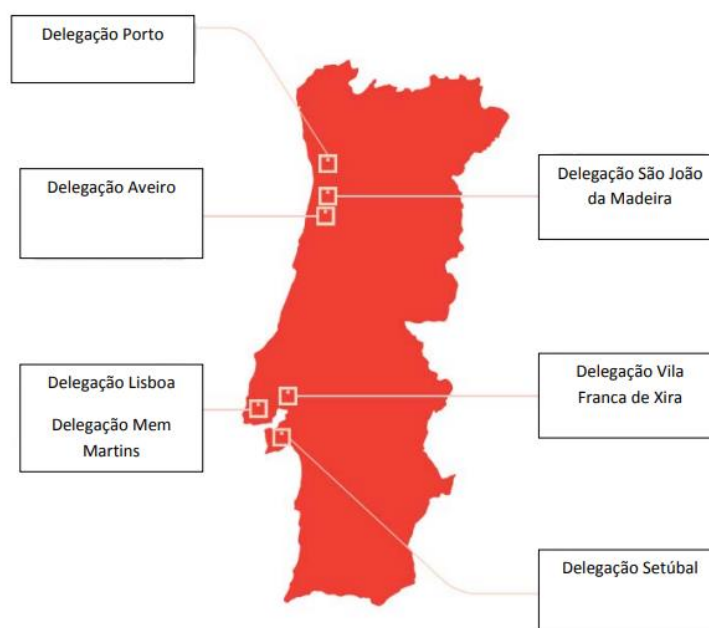 Delegação Porto
Delegação Aveiro
Delegação São João
da Madeira
Delegação Lisboa
Delegação Mem
Martins
Delegação Vila
Franca de Xira
Delegação Setúbal